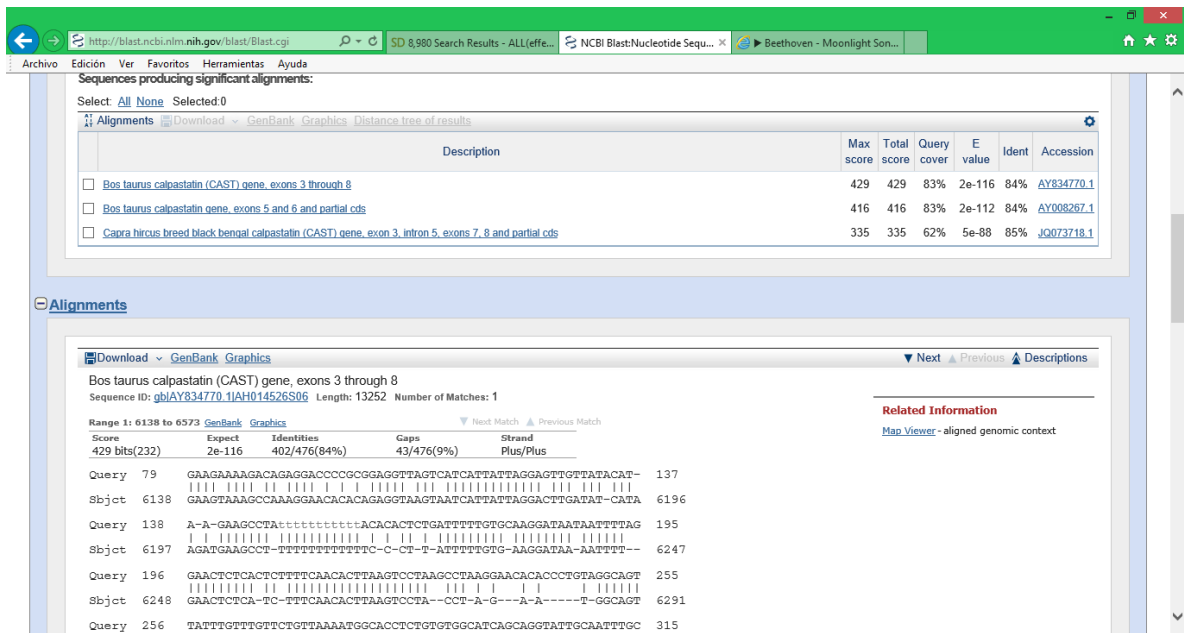 http://blast.ncbi.nlm.nih.gov/blast/Blast.cgi
SD 8,980 Search Results - ALL(effe...
NCBI Blast:Nucleotide Sequ...
Beethoven - Moonlight Son...
Archivo Edición Ver Favoritos Herramientas Ayuda
Sequences producing significant alignments:
Select: All None Selected:0
Alignments Download GenBank Graphics Distance tree of results
Description Max score Total score Query cover E value Ident Accession
Bos taurus calpastatin (CAST) gene, exons 3 through 8 429 429 83% 2e-116 84% AY834770.1
Bos taurus calpastatin gene, exons 5 and 6 and partial cds 416 416 83% 2e-112 84% AY008267.1
Capra hircus breed black bengal calpastatin (CAST) gene, exon 3, intron 5, exons 7, 8 and partial cds 335 335 62% 5e-88 85% JQ073718.1
Alignments
Download GenBank Graphics Next Previous Descriptions
Bos taurus calpastatin (CAST) gene, exons 3 through 8
Sequence ID: gb|AY834770.1|AH014526S06 Length: 13252 Number of Matches: 1
Related Information
Map Viewer - aligned genomic context
Range 1: 6138 to 6573 GenBank Graphics Next Match Previous Match
Score Expect Identities Gaps Strand
429 bits(232) 2e-116 402/476(84%) 43/476(9%) Plus/Plus
Query 79 GAAGAAAAGACAGAGGACCCCGCGGAGGTTAGTCATCATTATTAGGAGTTGTTATACAT- 137
Sbjct 6138 GAAGTAAAGCCAAAGGAACACACAGAGGTAAGTAATCATTATTAGGACTTGATAT-CATA 6196
Query 138 A-A-GAAGCCTAtttttttttttACACACTCTGATTTTTGTGCAAGGATAATAATTTTAG 195
Sbjct 6197 AGATGAAGCCT-TTTTTTTTTTTTC-C-CT-T-ATTTTTGTG-AAGGATAA-AATTTT-- 6247
Query 196 GAACTCTCACTCTTTTCAACACTTAAGTCCTAAGCCTAAGGAACACACCCTGTAGGCAGT 255
Sbjct 6248 GAACTCTCA-TC-TTTCAACACTTAAGTCCTA--CCT-A-G---A-A-----T-GGCAGT 6291
Query 256 TATTTGTTTGTTCTGTTAAAATGGCACCTCTGTGTGGCATCAGCAGGTATTGCAATTTGC 315